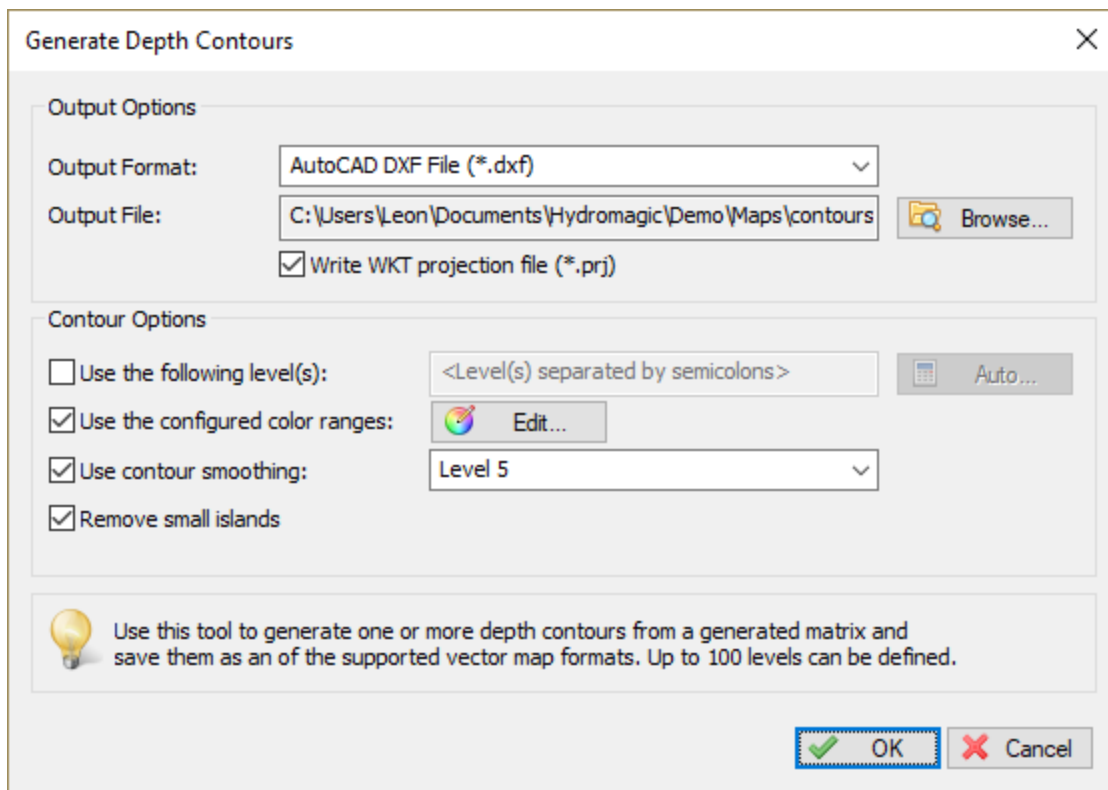 Generate Depth Contours
Output Options
Output Format: AutoCAD DXF File (*.dxf)
Output File: C:\Users\Leon\Documents\Hydromagic\Demo\Maps\contours Browse...
Write WKT projection file (*.prj)
Contour Options
Use the following level(s): <Level(s) separated by semicolons> Auto...
Use the configured color ranges: Edit...
Use contour smoothing: Level 5
Remove small islands
Use this tool to generate one or more depth contours from a generated matrix and
save them as an of the supported vector map formats. Up to 100 levels can be defined.
OK Cancel